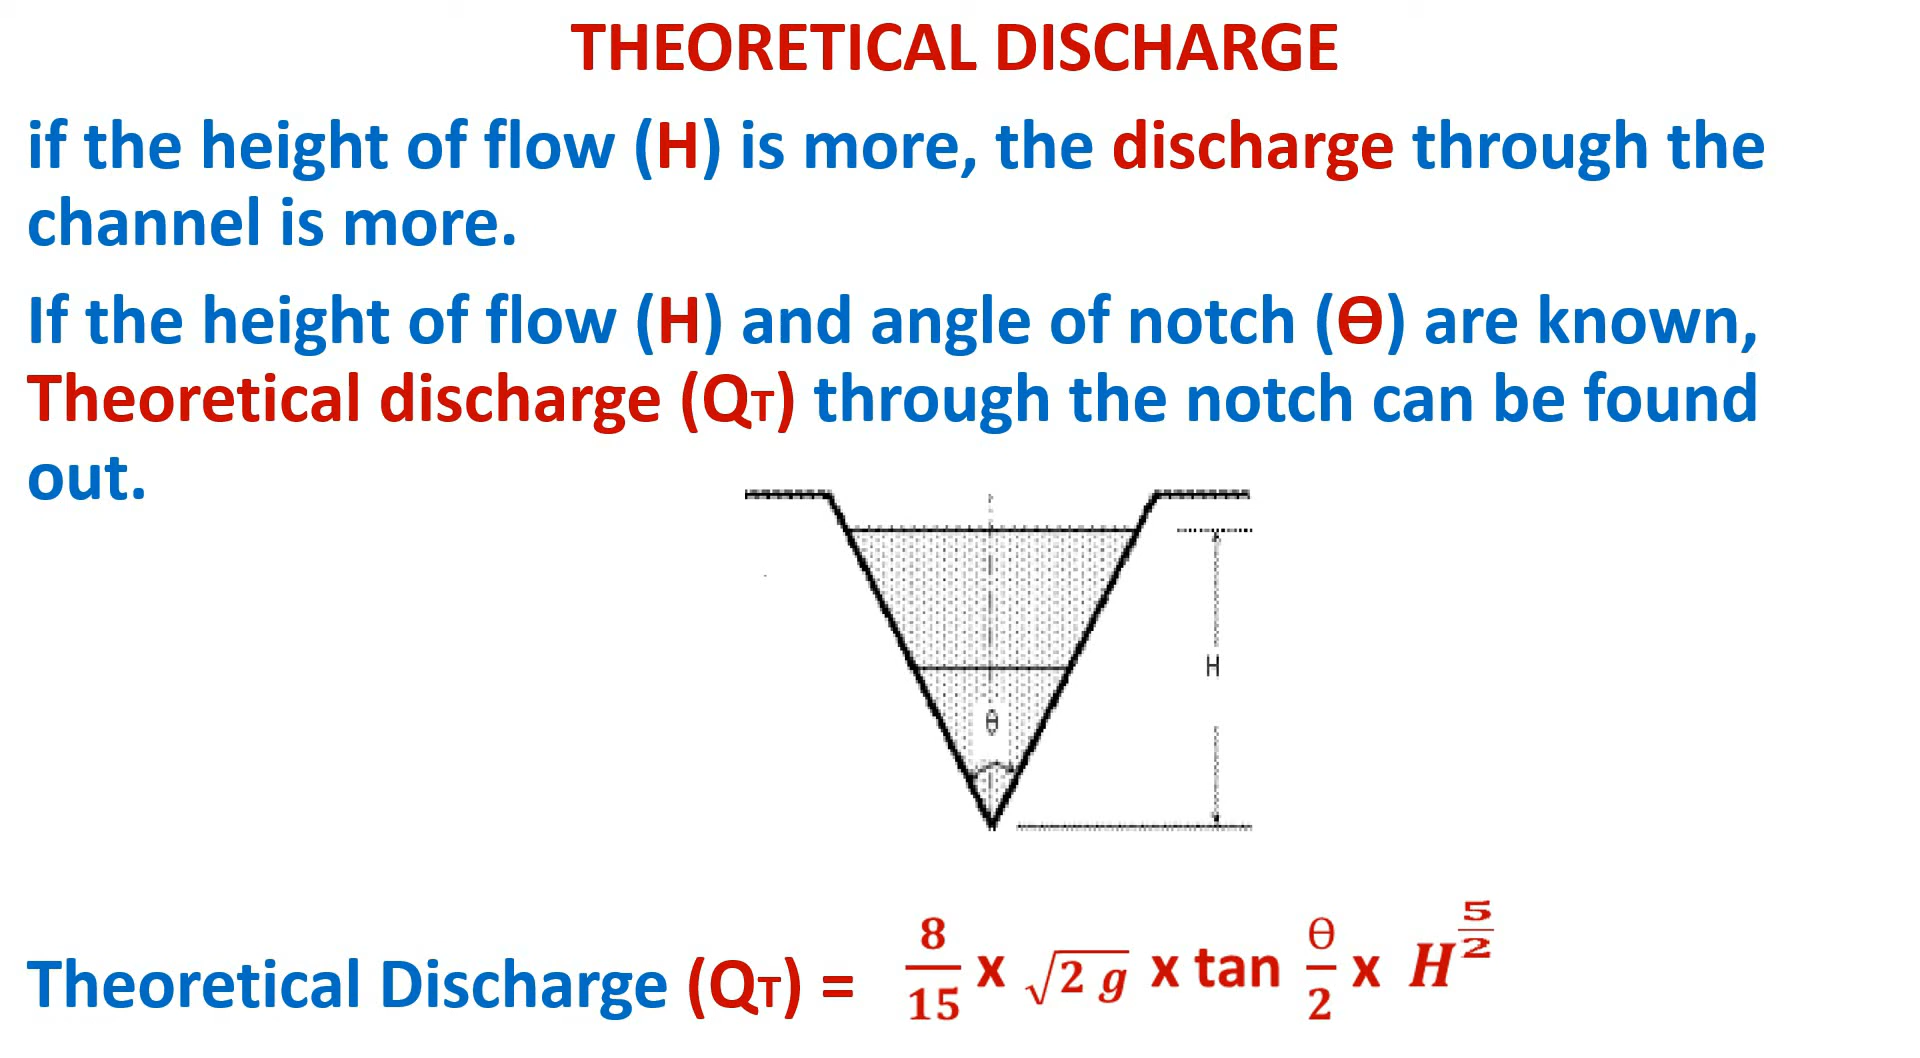 THEORETICAL DISCHARGE
if the height of flow (H) is more, the discharge through the
channel is more.
If the height of flow (H) and angle of notch (Ɵ) are known,
Theoretical discharge (QT) through the notch can be found
out.
H
θ
Theoretical Discharge (QT) = 8/15 x √2 g x tan Ɵ/2 x H^5/2